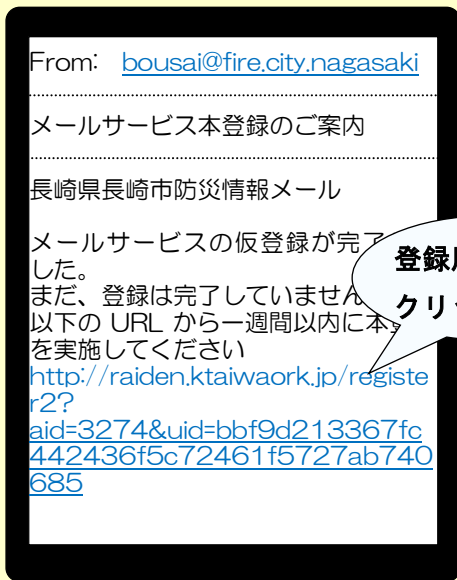 From: bousai@fire.city.nagasaki
メールサービス本登録のご案内
長崎県長崎市防災情報メール
メールサービスの仮登録が完了
した。
まだ、登録は完了していません
以下の URL から一週間以内に本
を実施してください
http://raiden.ktaiwaork.jp/registe
r2?
aid=3274&uid=bbf9d213367fc
442436f5c72461f5727ab740
685
登録
クリッ